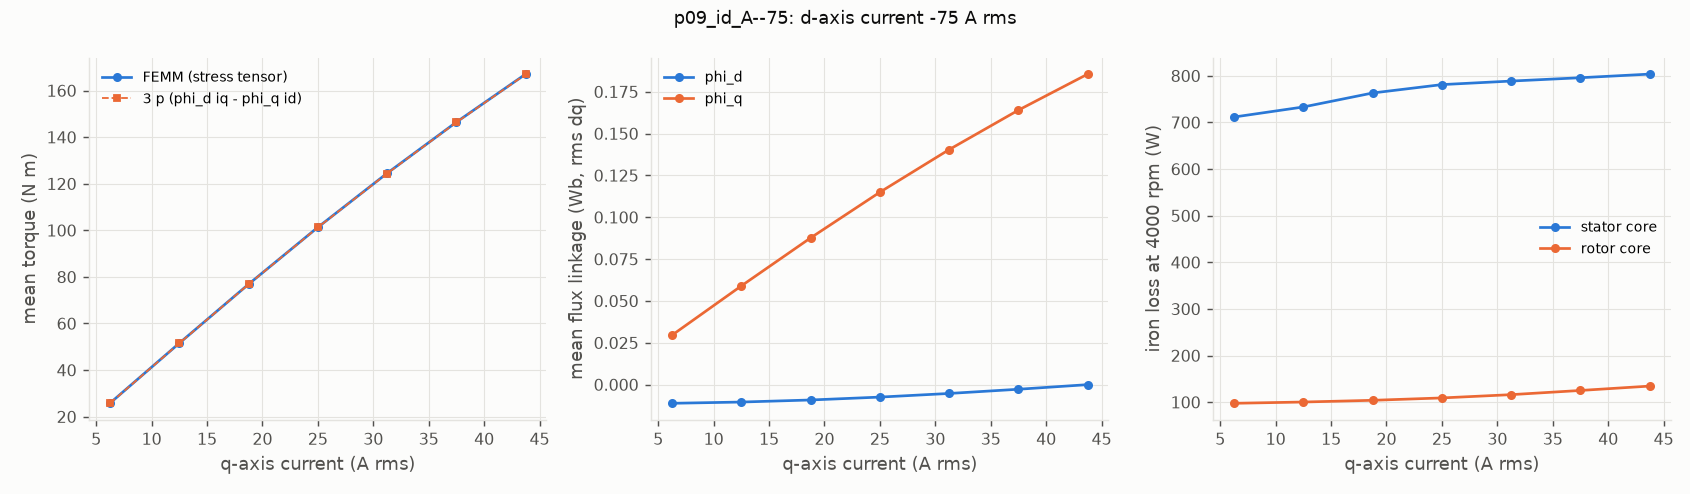 p09_id_A--75: d-axis current -75 A rms
FEMM (stress tensor)
3 p (phi_d iq - phi_q id)
mean torque (N m)
160
140
120
100
80
60
40
20
5 10 15 20 25 30 35 40 45
q-axis current (A rms)
phi_d
phi_q
mean flux linkage (Wb, rms dq)
0.175
0.150
0.125
0.100
0.075
0.050
0.025
0.000
5 10 15 20 25 30 35 40 45
q-axis current (A rms)
stator core
rotor core
iron loss at 4000 rpm (W)
800
700
600
500
400
300
200
100
5 10 15 20 25 30 35 40 45
q-axis current (A rms)